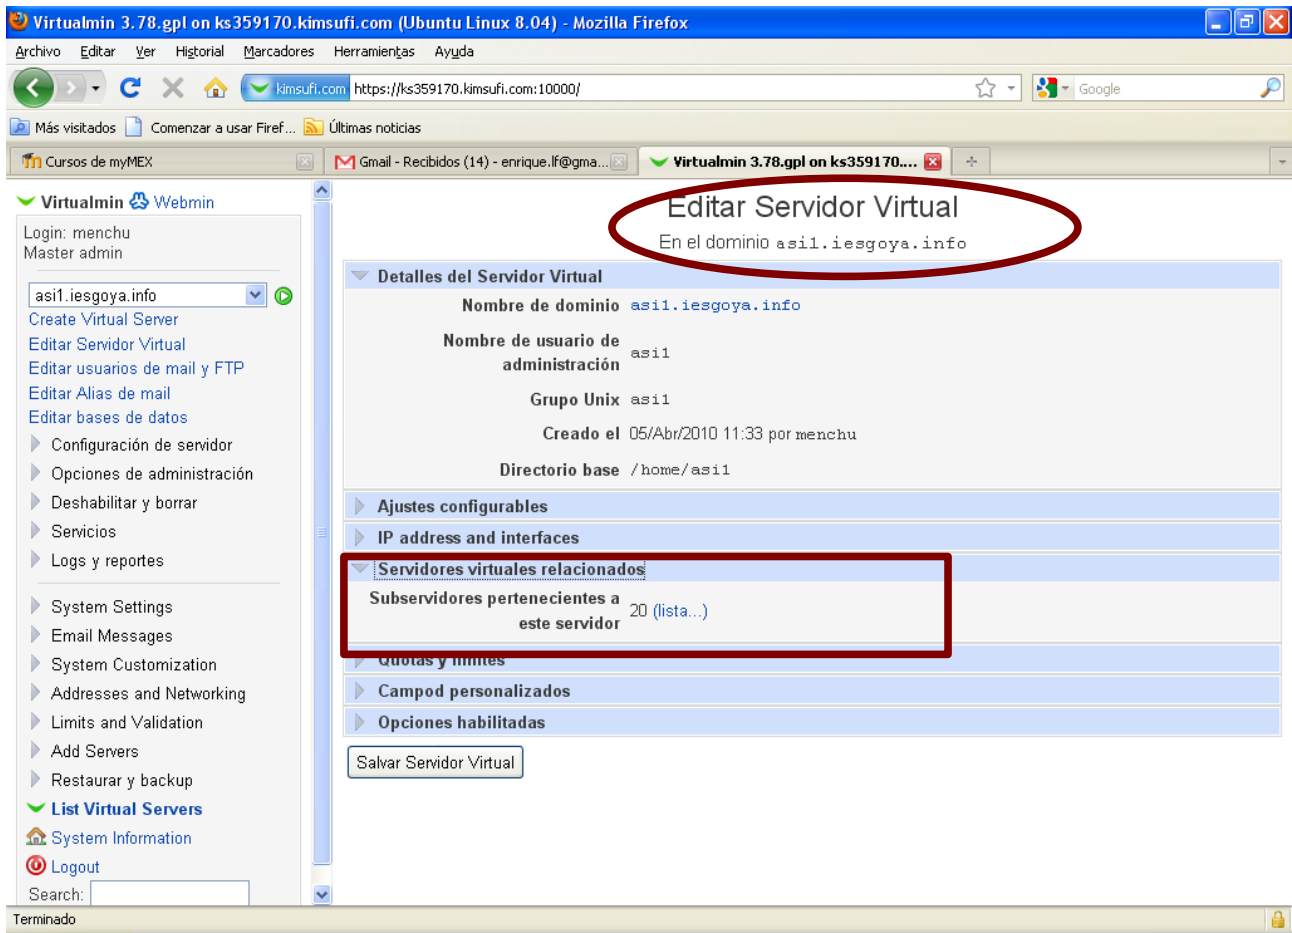 Virtualmin 3.78.gpl on ks359170.kimsufi.com (Ubuntu Linux 8.04) - Mozilla Firefox
Archivo Editar Ver Historial Marcadores Herramientas Ayuda
kimsufi.com https://ks359170.kimsufi.com:10000/ Google
Más visitados Comenzar a usar Firef... Últimas noticias
Cursos de myMEX Gmail - Recibidos (14) - enrique.lf@gma... Virtualmin 3.78.gpl on ks359170....
Virtualmin Webmin
Login: menchu
Master admin
asi1.iesgoya.info
Create Virtual Server
Editar Servidor Virtual
Editar usuarios de mail y FTP
Editar Alias de mail
Editar bases de datos
Configuración de servidor
Opciones de administración
Deshabilitar y borrar
Servicios
Logs y reportes
System Settings
Email Messages
System Customization
Addresses and Networking
Limits and Validation
Add Servers
Restaurar y backup
List Virtual Servers
System Information
Logout
Search:
Editar Servidor Virtual
En el dominio asi1.iesgoya.info
Detalles del Servidor Virtual
Nombre de dominio asi1.iesgoya.info
Nombre de usuario de
administración asi1
Grupo Unix asi1
Creado el 05/Abr/2010 11:33 por menchu
Directorio base /home/asi1
Ajustes configurables
IP address and interfaces
Servidores virtuales relacionados
Subservidores pertenecientes a
este servidor 20 (lista...)
Quotas y límites
Campod personalizados
Opciones habilitadas
Salvar Servidor Virtual
Terminado